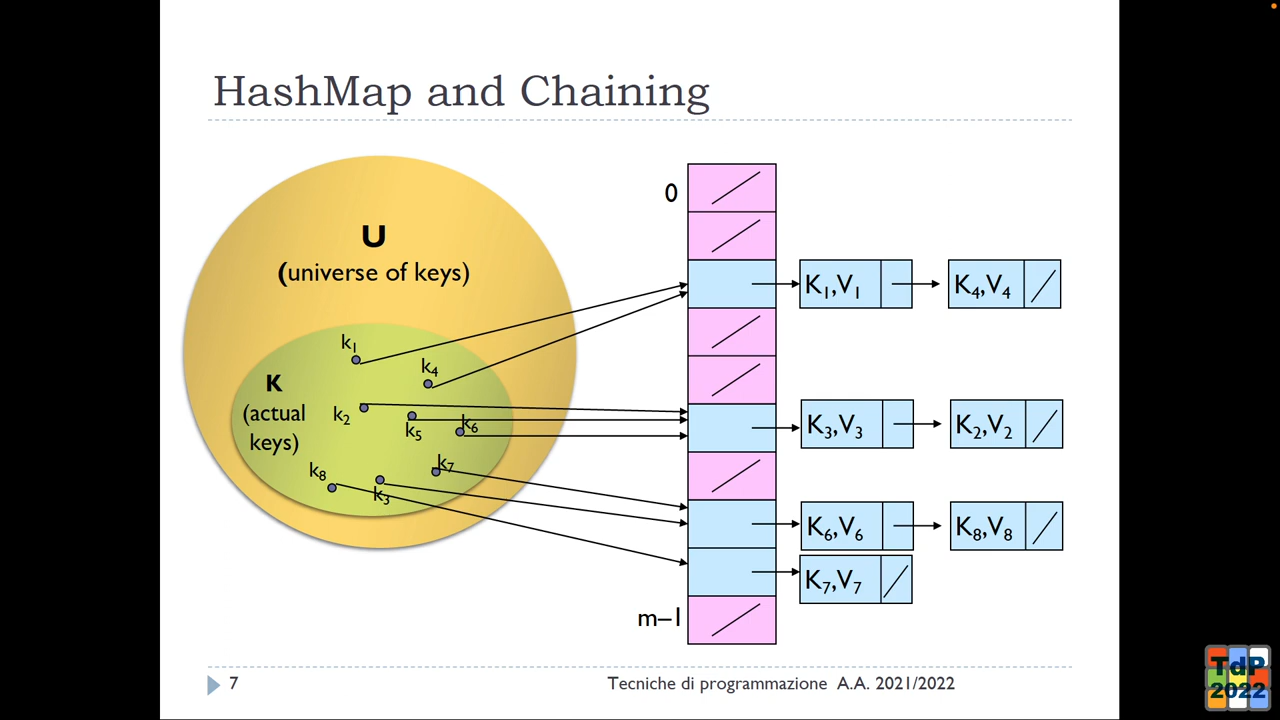 HashMap and Chaining
U
(universe of keys)
K
(actual
keys)
k1
k4
k2
k5
k6
k7
k8
k3
0
m–1
K1,V1
K4,V4
K3,V3
K2,V2
K6,V6
K8,V8
K7,V7
7
Tecniche di programmazione A.A. 2021/2022
TdP
2022